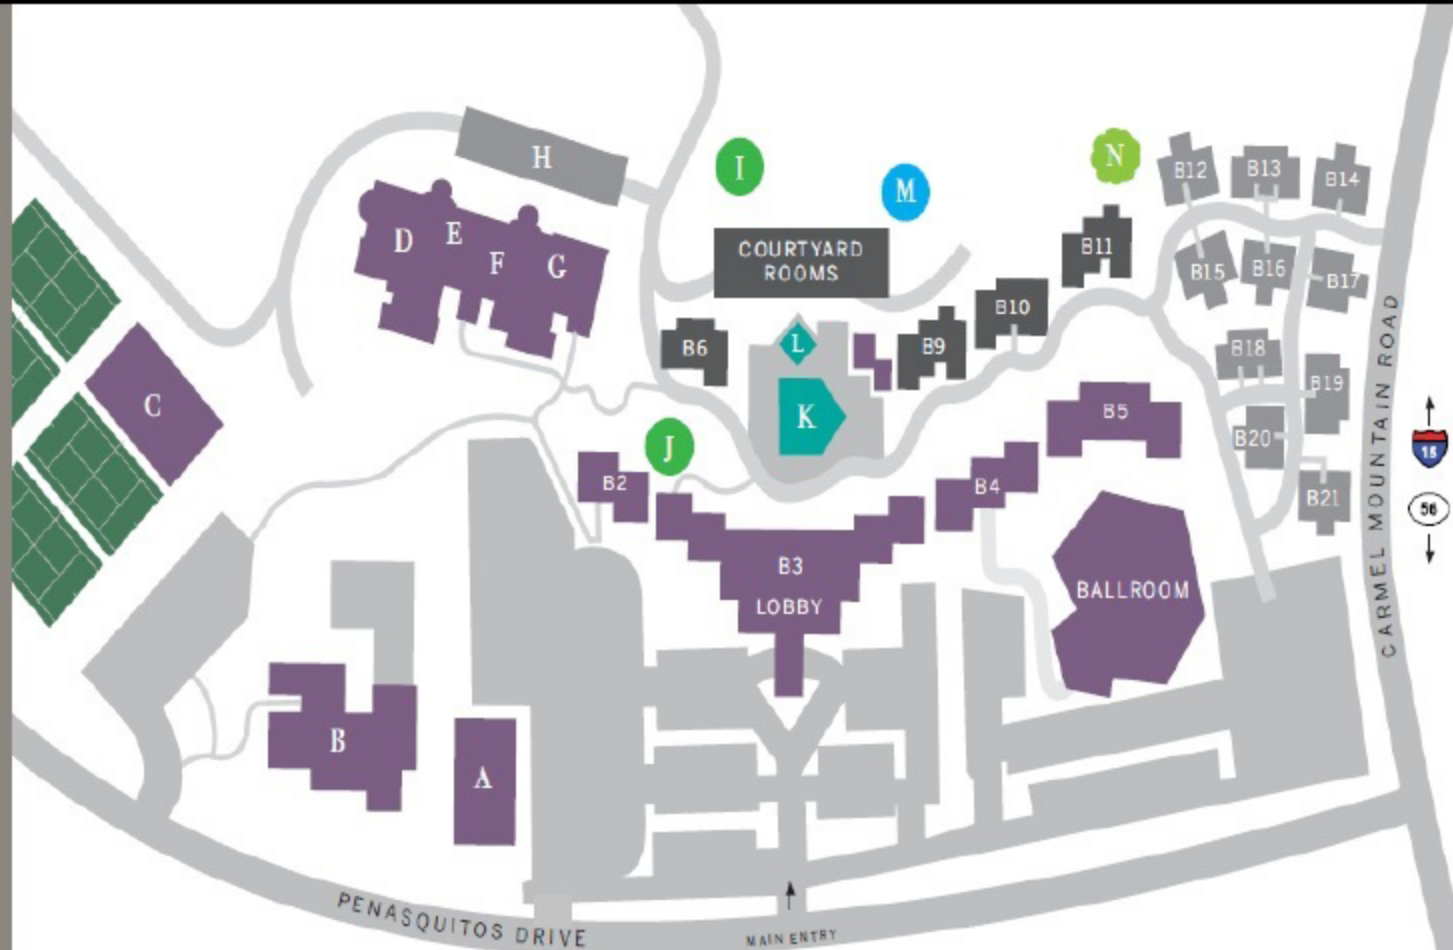 H
I
M
N
B12
B13
B14
D
E
F
G
COURTYARD
ROOMS
B11
B15
B16
B17
B10
B6
L
B9
B18
B19
C
K
B5
B20
J
B2
B4
B21
B3
LOBBY
BALLROOM
B
A
CARMEL MOUNTAIN ROAD
15
56
PENASQUITOS DRIVE
MAIN ENTRY